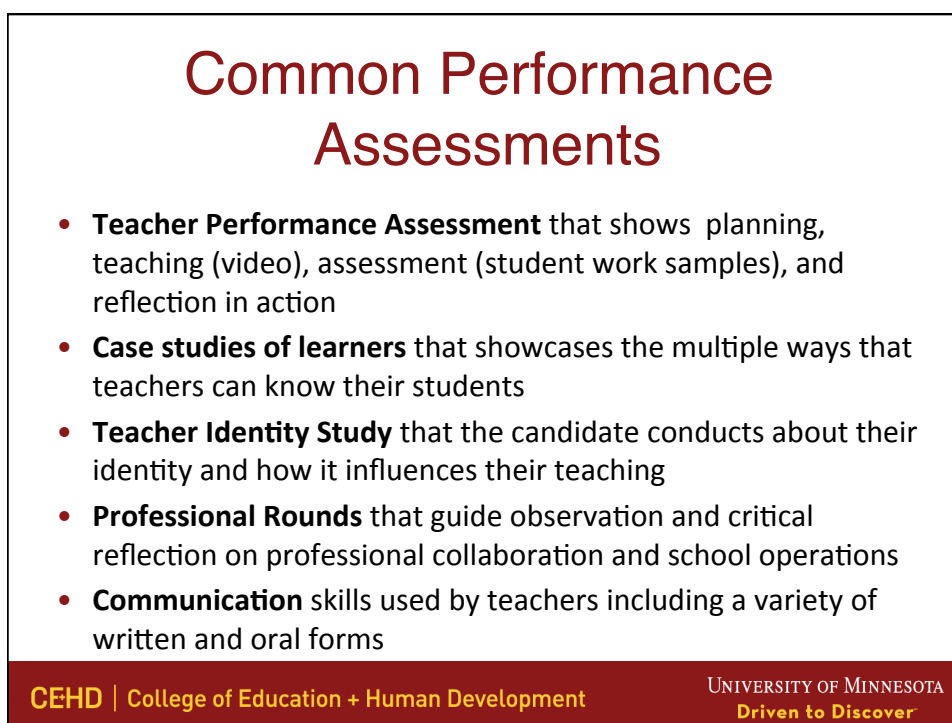 Common Performance
Assessments
• Teacher Performance Assessment that shows  planning,
teaching (video), assessment (student work samples), and
reflection in action
• Case studies of learners that showcases the multiple ways that
teachers can know their students
• Teacher Identity Study that the candidate conducts about their
identity and how it influences their teaching
• Professional Rounds that guide observation and critical
reflection on professional collaboration and school operations
• Communication skills used by teachers including a variety of
written and oral forms
CE+HD | College of Education + Human Development
UNIVERSITY OF MINNESOTA
Driven to Discover℠